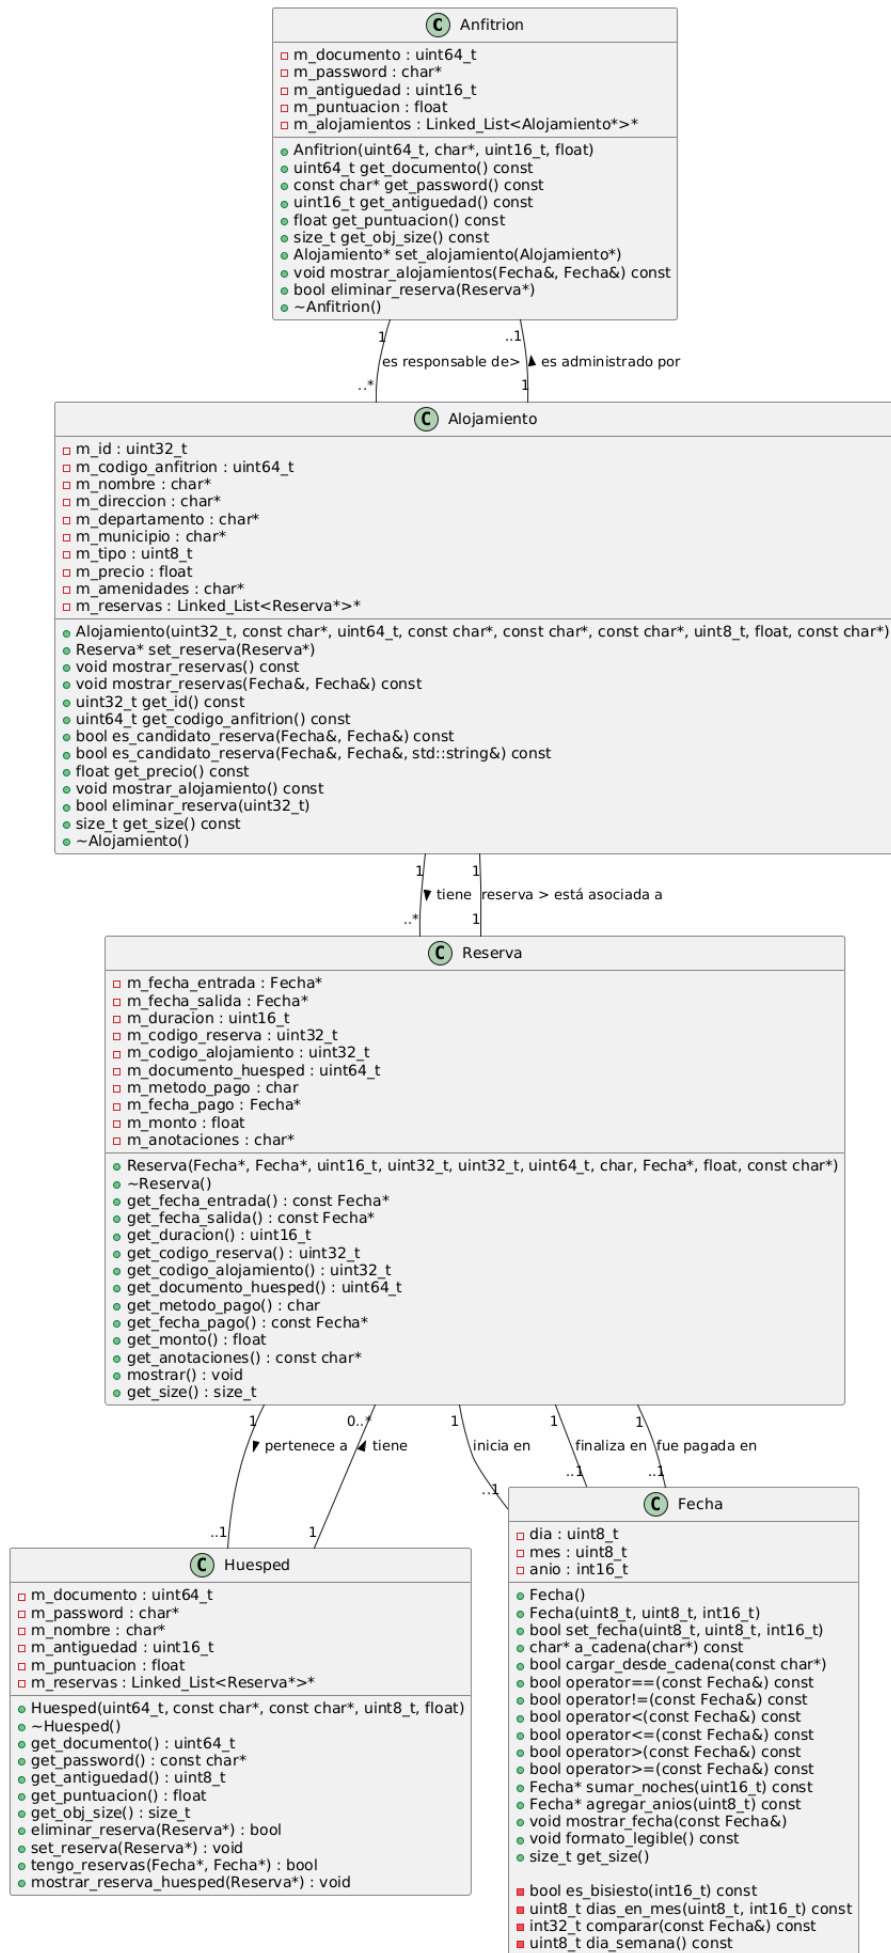 C Anfitrion
m_documento : uint64_t
m_password : char*
m_antiguedad : uint16_t
m_puntuacion : float
m_alojamientos : Linked_List<Alojamiento*>*
Anfitrion(uint64_t, char*, uint16_t, float)
uint64_t get_documento() const
const char* get_password() const
uint16_t get_antiguedad() const
float get_puntuacion() const
size_t get_obj_size() const
Alojamiento* set_alojamiento(Alojamiento*)
void mostrar_alojamientos(Fecha&, Fecha&) const
bool eliminar_reserva(Reserva*)
~Anfitrion()
1 ..1
es responsable de> es administrado por
..* 1
C Alojamiento
m_id : uint32_t
m_codigo_anfitrion : uint64_t
m_nombre : char*
m_direccion : char*
m_departamento : char*
m_municipio : char*
m_tipo : uint8_t
m_precio : float
m_amenidades : char*
m_reservas : Linked_List<Reserva*>*
Alojamiento(uint32_t, const char*, uint64_t, const char*, const char*, const char*, uint8_t, float, const char*)
Reserva* set_reserva(Reserva*)
void mostrar_reservas() const
void mostrar_reservas(Fecha&, Fecha&) const
uint32_t get_id() const
uint64_t get_codigo_anfitrion() const
bool es_candidato_reserva(Fecha&, Fecha&) const
bool es_candidato_reserva(Fecha&, Fecha&, std::string&) const
float get_precio() const
void mostrar_alojamiento() const
bool eliminar_reserva(uint32_t)
size_t get_size() const
~Alojamiento()
1 1
tiene reserva > está asociada a
..* 1
C Reserva
m_fecha_entrada : Fecha*
m_fecha_salida : Fecha*
m_duracion : uint16_t
m_codigo_reserva : uint32_t
m_codigo_alojamiento : uint32_t
m_documento_huesped : uint64_t
m_metodo_pago : char
m_fecha_pago : Fecha*
m_monto : float
m_anotaciones : char*
Reserva(Fecha*, Fecha*, uint16_t, uint32_t, uint32_t, uint64_t, char, Fecha*, float, const char*)
~Reserva()
get_fecha_entrada() : const Fecha*
get_fecha_salida() : const Fecha*
get_duracion() : uint16_t
get_codigo_reserva() : uint32_t
get_codigo_alojamiento() : uint32_t
get_documento_huesped() : uint64_t
get_metodo_pago() : char
get_fecha_pago() : const Fecha*
get_monto() : float
get_anotaciones() : const char*
mostrar() : void
get_size() : size_t
1 0..* 1 1 1
pertenece a tiene inicia en finaliza en fue pagada en
..1 1 ..1 ..1 ..1
C Huesped
m_documento : uint64_t
m_password : char*
m_nombre : char*
m_antiguedad : uint16_t
m_puntuacion : float
m_reservas : Linked_List<Reserva*>*
Huesped(uint64_t, const char*, const char*, uint8_t, float)
~Huesped()
get_documento() : uint64_t
get_password() : const char*
get_antiguedad() : uint8_t
get_puntuacion() : float
get_obj_size() : size_t
eliminar_reserva(Reserva*) : bool
set_reserva(Reserva*) : void
tengo_reservas(Fecha*, Fecha*) : bool
mostrar_reserva_huesped(Reserva*) : void
C Fecha
dia : uint8_t
mes : uint8_t
anio : int16_t
Fecha()
Fecha(uint8_t, uint8_t, int16_t)
bool set_fecha(uint8_t, uint8_t, int16_t)
char* a_cadena(char*) const
bool cargar_desde_cadena(const char*)
bool operator==(const Fecha&) const
bool operator!=(const Fecha&) const
bool operator<(const Fecha&) const
bool operator<=(const Fecha&) const
bool operator>(const Fecha&) const
bool operator>=(const Fecha&) const
Fecha* sumar_noches(uint16_t) const
Fecha* agregar_anios(uint8_t) const
void mostrar_fecha(const Fecha&)
void formato_legible() const
size_t get_size()
bool es_bisiesto(int16_t) const
uint8_t dias_en_mes(uint8_t, int16_t) const
int32_t comparar(const Fecha&) const
uint8_t dia_semana() const